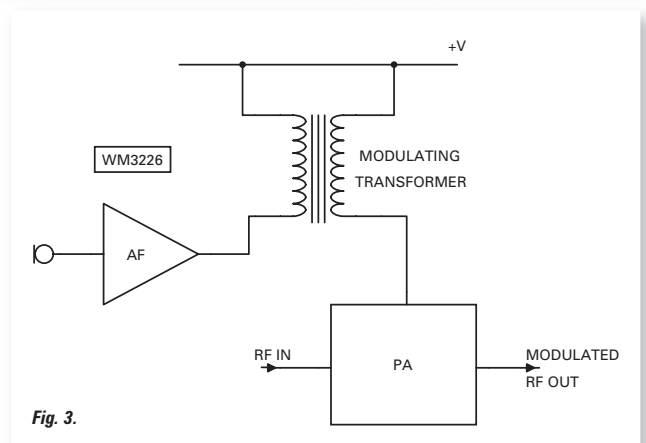 +V
WM3226
MODULATING
TRANSFORMER
AF
RF IN
PA
MODULATED
RF OUT
Fig. 3.